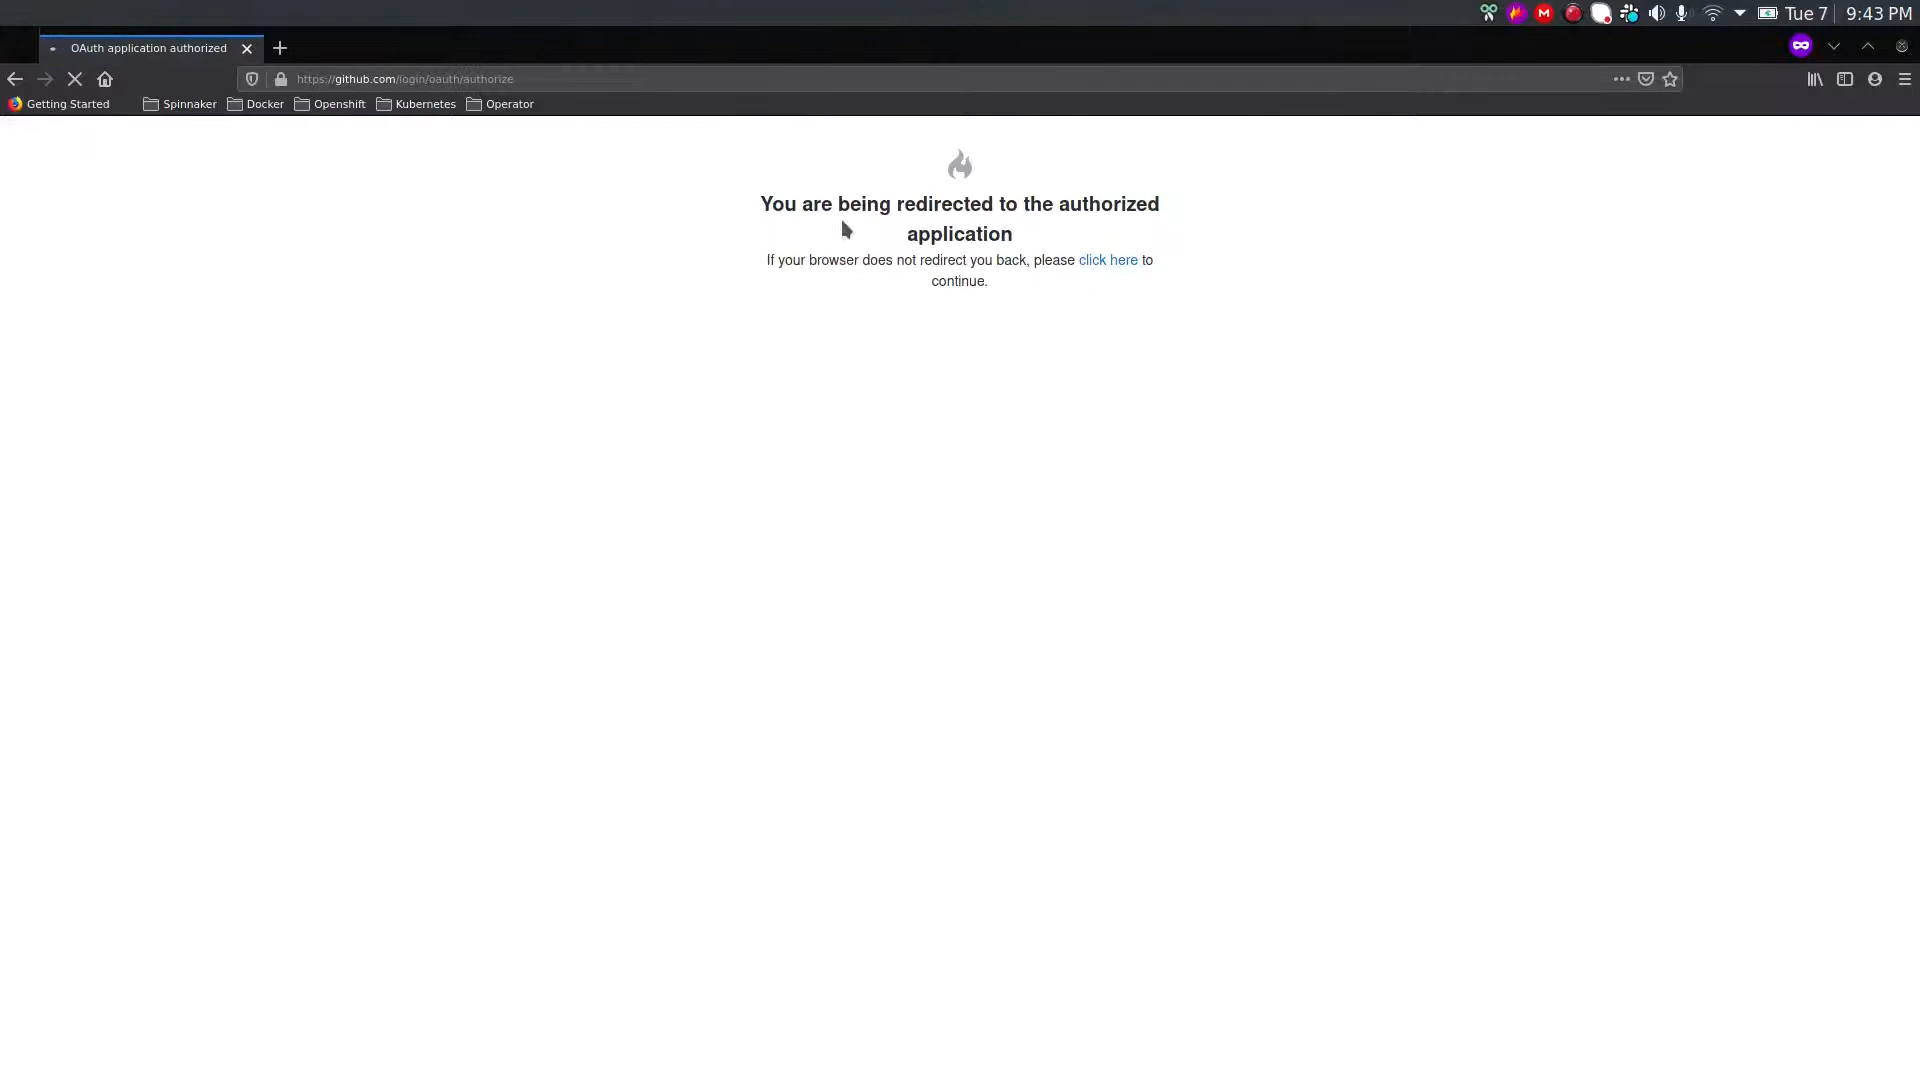 Tue 7 9:43 PM
OAuth application authorized
https://github.com/login/oauth/authorize
Getting Started Spinnaker Docker Openshift Kubernetes Operator
You are being redirected to the authorized
application
If your browser does not redirect you back, please click here to
continue.